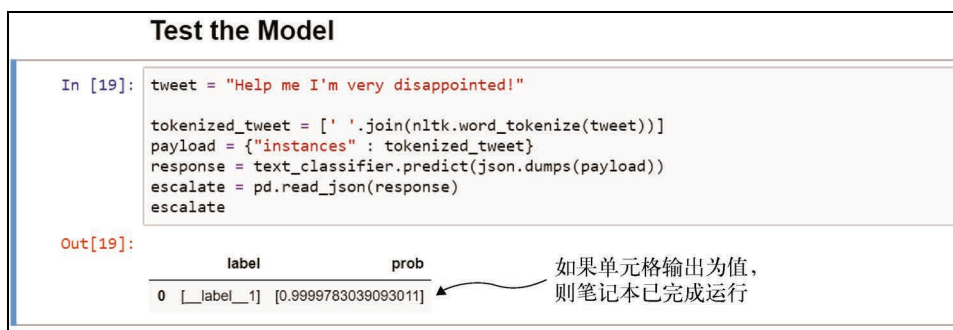 Test the Model
In [19]:
tweet = "Help me I'm very disappointed!"
tokenized_tweet = [' '.join(nltk.word_tokenize(tweet))]
payload = {"instances" : tokenized_tweet}
response = text_classifier.predict(json.dumps(payload))
escalate = pd.read_json(response)
escalate
Out[19]:
label prob
0 [__label__1] [0.9999783039093011]
如果单元格输出为值，
则笔记本已完成运行